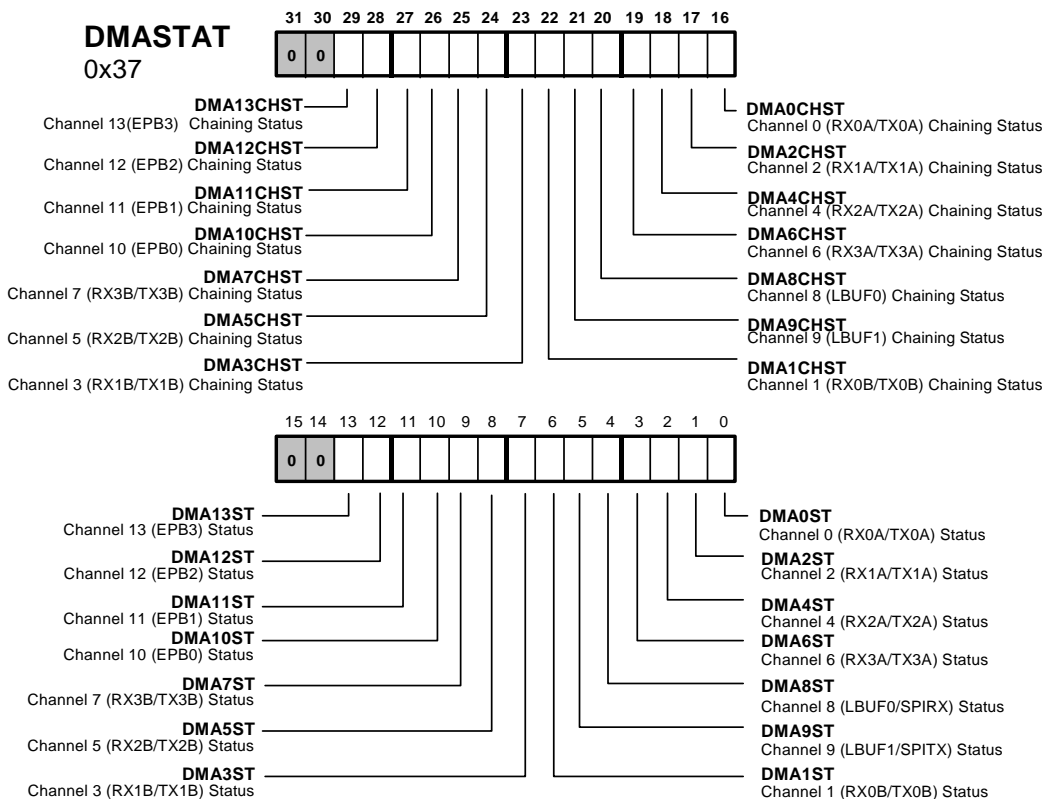 DMASTAT
0x37
31 30 29 28 27 26 25 24 23 22 21 20 19 18 17 16
0 0
DMA13CHST
Channel 13(EPB3) Chaining Status
DMA12CHST
Channel 12 (EPB2) Chaining Status
DMA11CHST
Channel 11 (EPB1) Chaining Status
DMA10CHST
Channel 10 (EPB0) Chaining Status
DMA7CHST
Channel 7 (RX3B/TX3B) Chaining Status
DMA5CHST
Channel 5 (RX2B/TX2B) Chaining Status
DMA3CHST
Channel 3 (RX1B/TX1B) Chaining Status
DMA0CHST
Channel 0 (RX0A/TX0A) Chaining Status
DMA2CHST
Channel 2 (RX1A/TX1A) Chaining Status
DMA4CHST
Channel 4 (RX2A/TX2A) Chaining Status
DMA6CHST
Channel 6 (RX3A/TX3A) Chaining Status
DMA8CHST
Channel 8 (LBUF0) Chaining Status
DMA9CHST
Channel 9 (LBUF1) Chaining Status
DMA1CHST
Channel 1 (RX0B/TX0B) Chaining Status
15 14 13 12 11 10 9 8 7 6 5 4 3 2 1 0
0 0
DMA13ST
Channel 13 (EPB3) Status
DMA12ST
Channel 12 (EPB2) Status
DMA11ST
Channel 11 (EPB1) Status
DMA10ST
Channel 10 (EPB0) Status
DMA7ST
Channel 7 (RX3B/TX3B) Status
DMA5ST
Channel 5 (RX2B/TX2B) Status
DMA3ST
Channel 3 (RX1B/TX1B) Status
DMA0ST
Channel 0 (RX0A/TX0A) Status
DMA2ST
Channel 2 (RX1A/TX1A) Status
DMA4ST
Channel 4 (RX2A/TX2A) Status
DMA6ST
Channel 6 (RX3A/TX3A) Status
DMA8ST
Channel 8 (LBUF0/SPIRX) Status
DMA9ST
Channel 9 (LBUF1/SPITX) Status
DMA1ST
Channel 1 (RX0B/TX0B) Status